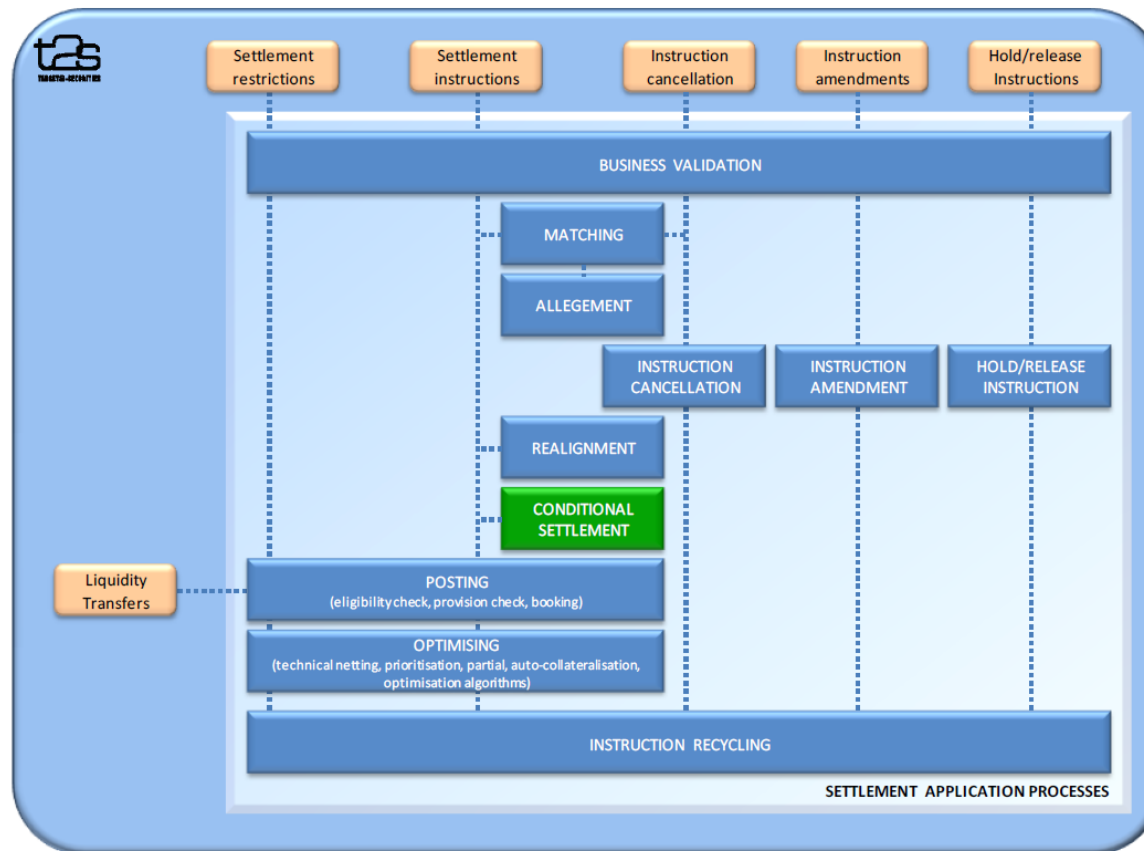 t2s
TARGET2-SECURITIES
Settlement
restrictions
Settlement
instructions
Instruction
cancellation
Instruction
amendments
Hold/release
Instructions
BUSINESS VALIDATION
MATCHING
ALLEGEMENT
INSTRUCTION
CANCELLATION
INSTRUCTION
AMENDMENT
HOLD/RELEASE
INSTRUCTION
REALIGNMENT
CONDITIONAL
SETTLEMENT
Liquidity
Transfers
POSTING
(eligibility check, provision check, booking)
OPTIMISING
(technical netting, prioritisation, partial, auto-collateralisation,
optimisation algorithms)
INSTRUCTION RECYCLING
SETTLEMENT APPLICATION PROCESSES